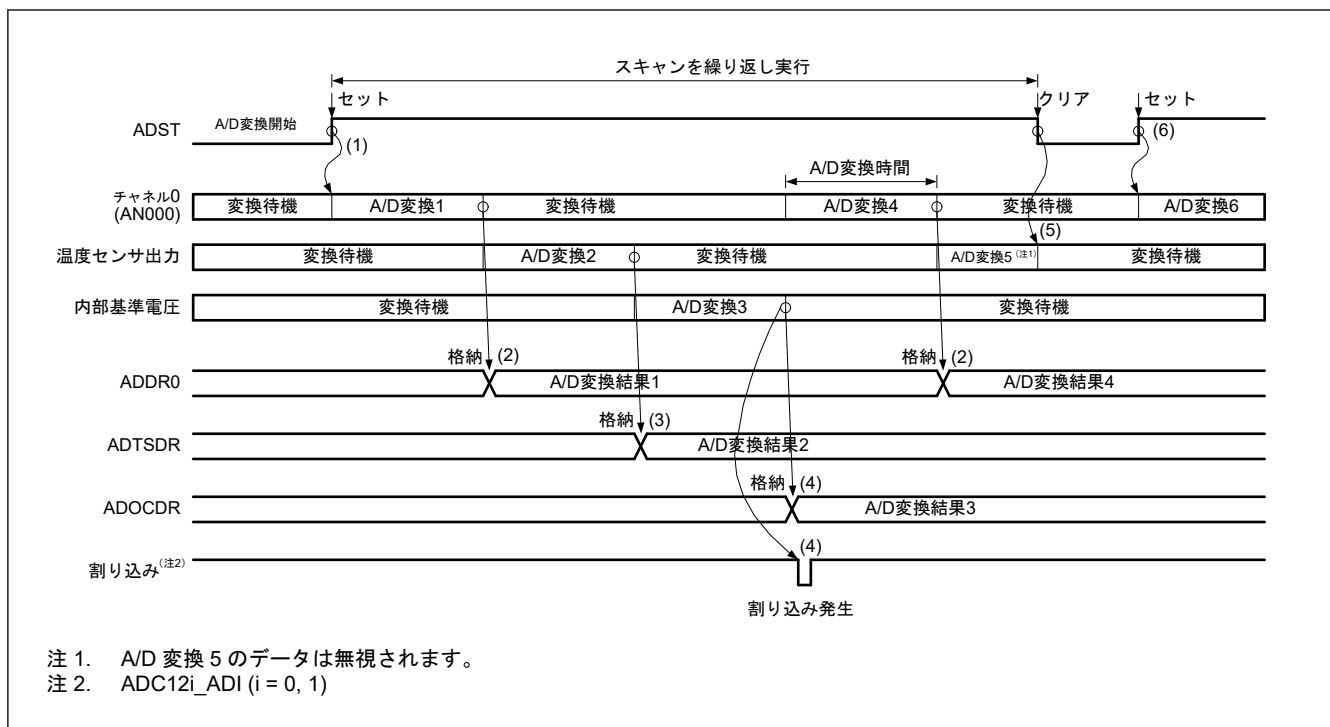 スキャンを繰り返し実行
セット クリア セット
ADST A/D変換開始 (1) (6)
A/D変換時間
チャネル0
(AN000) 変換待機 A/D変換1 変換待機 A/D変換4 変換待機 A/D変換6
(5)
温度センサ出力 変換待機 A/D変換2 変換待機 A/D変換5(注1) 変換待機
内部基準電圧 変換待機 A/D変換3 変換待機
格納 (2) 格納 (2)
ADDR0 A/D変換結果1 A/D変換結果4
格納 (3)
ADTSDR A/D変換結果2
格納 (4)
ADOCDR A/D変換結果3
(4)
割り込み(注2)
割り込み発生
注 1. A/D 変換 5 のデータは無視されます。
注 2. ADC12i_ADI (i = 0, 1)